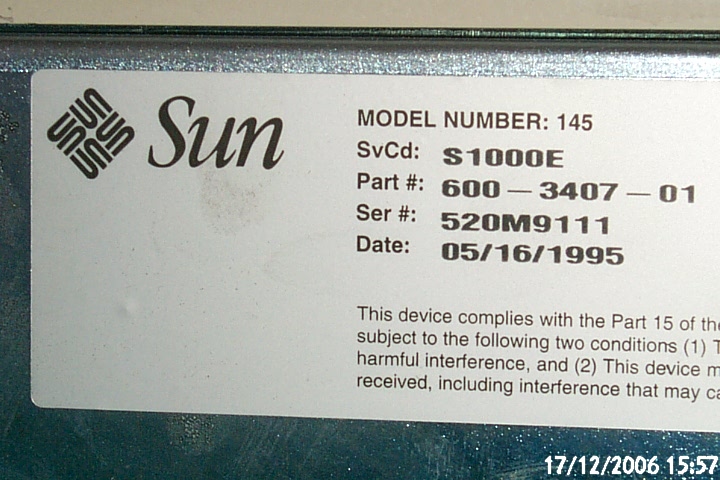 Sun
MODEL NUMBER: 145
SvCd: S1000E
Part #: 600-3407-01
Ser #: 520M9111
Date: 05/16/1995
This device complies with the Part 15 of the
subject to the following two conditions (1) T
harmful interference, and (2) This device m
received, including interference that may ca
17/12/2006 15:57